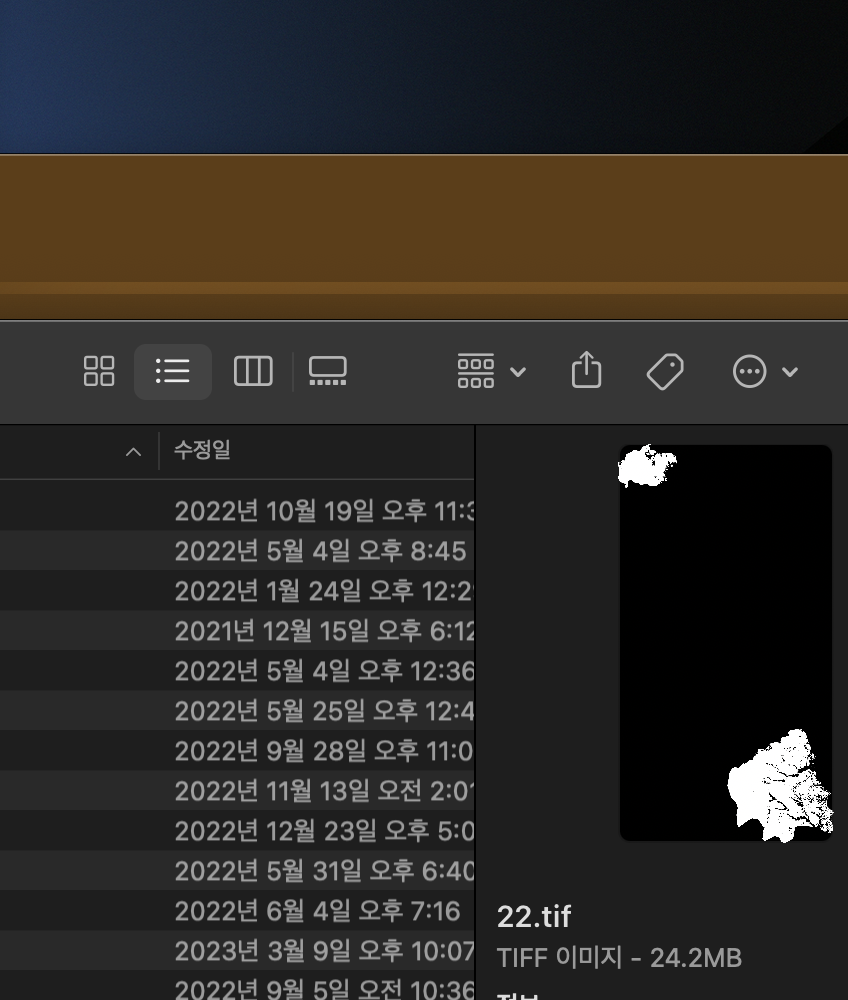 수정일
2022년 10월 19일 오후 11:3
2022년 5월 4일 오후 8:45
2022년 1월 24일 오후 12:2
2021년 12월 15일 오후 6:12
2022년 5월 4일 오후 12:36
2022년 5월 25일 오후 12:4
2022년 9월 28일 오후 11:0
2022년 11월 13일 오전 2:01
2022년 12월 23일 오후 5:0
2022년 5월 31일 오후 6:40
2022년 6월 4일 오후 7:16
2023년 3월 9일 오후 10:07
2022년 9월 5일 오전 10:36
22.tif
TIFF 이미지 - 24.2MB
정보